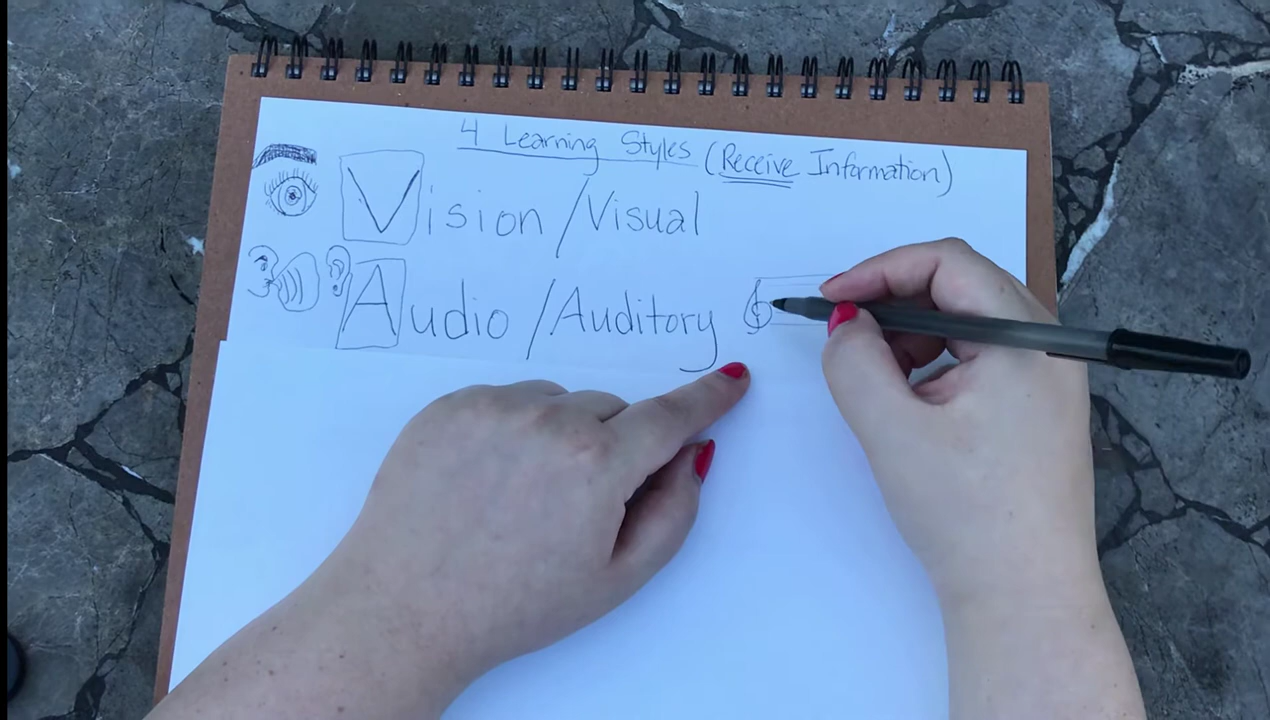 4 Learning Styles (Receive Information)
Vision / Visual
Audio / Auditory